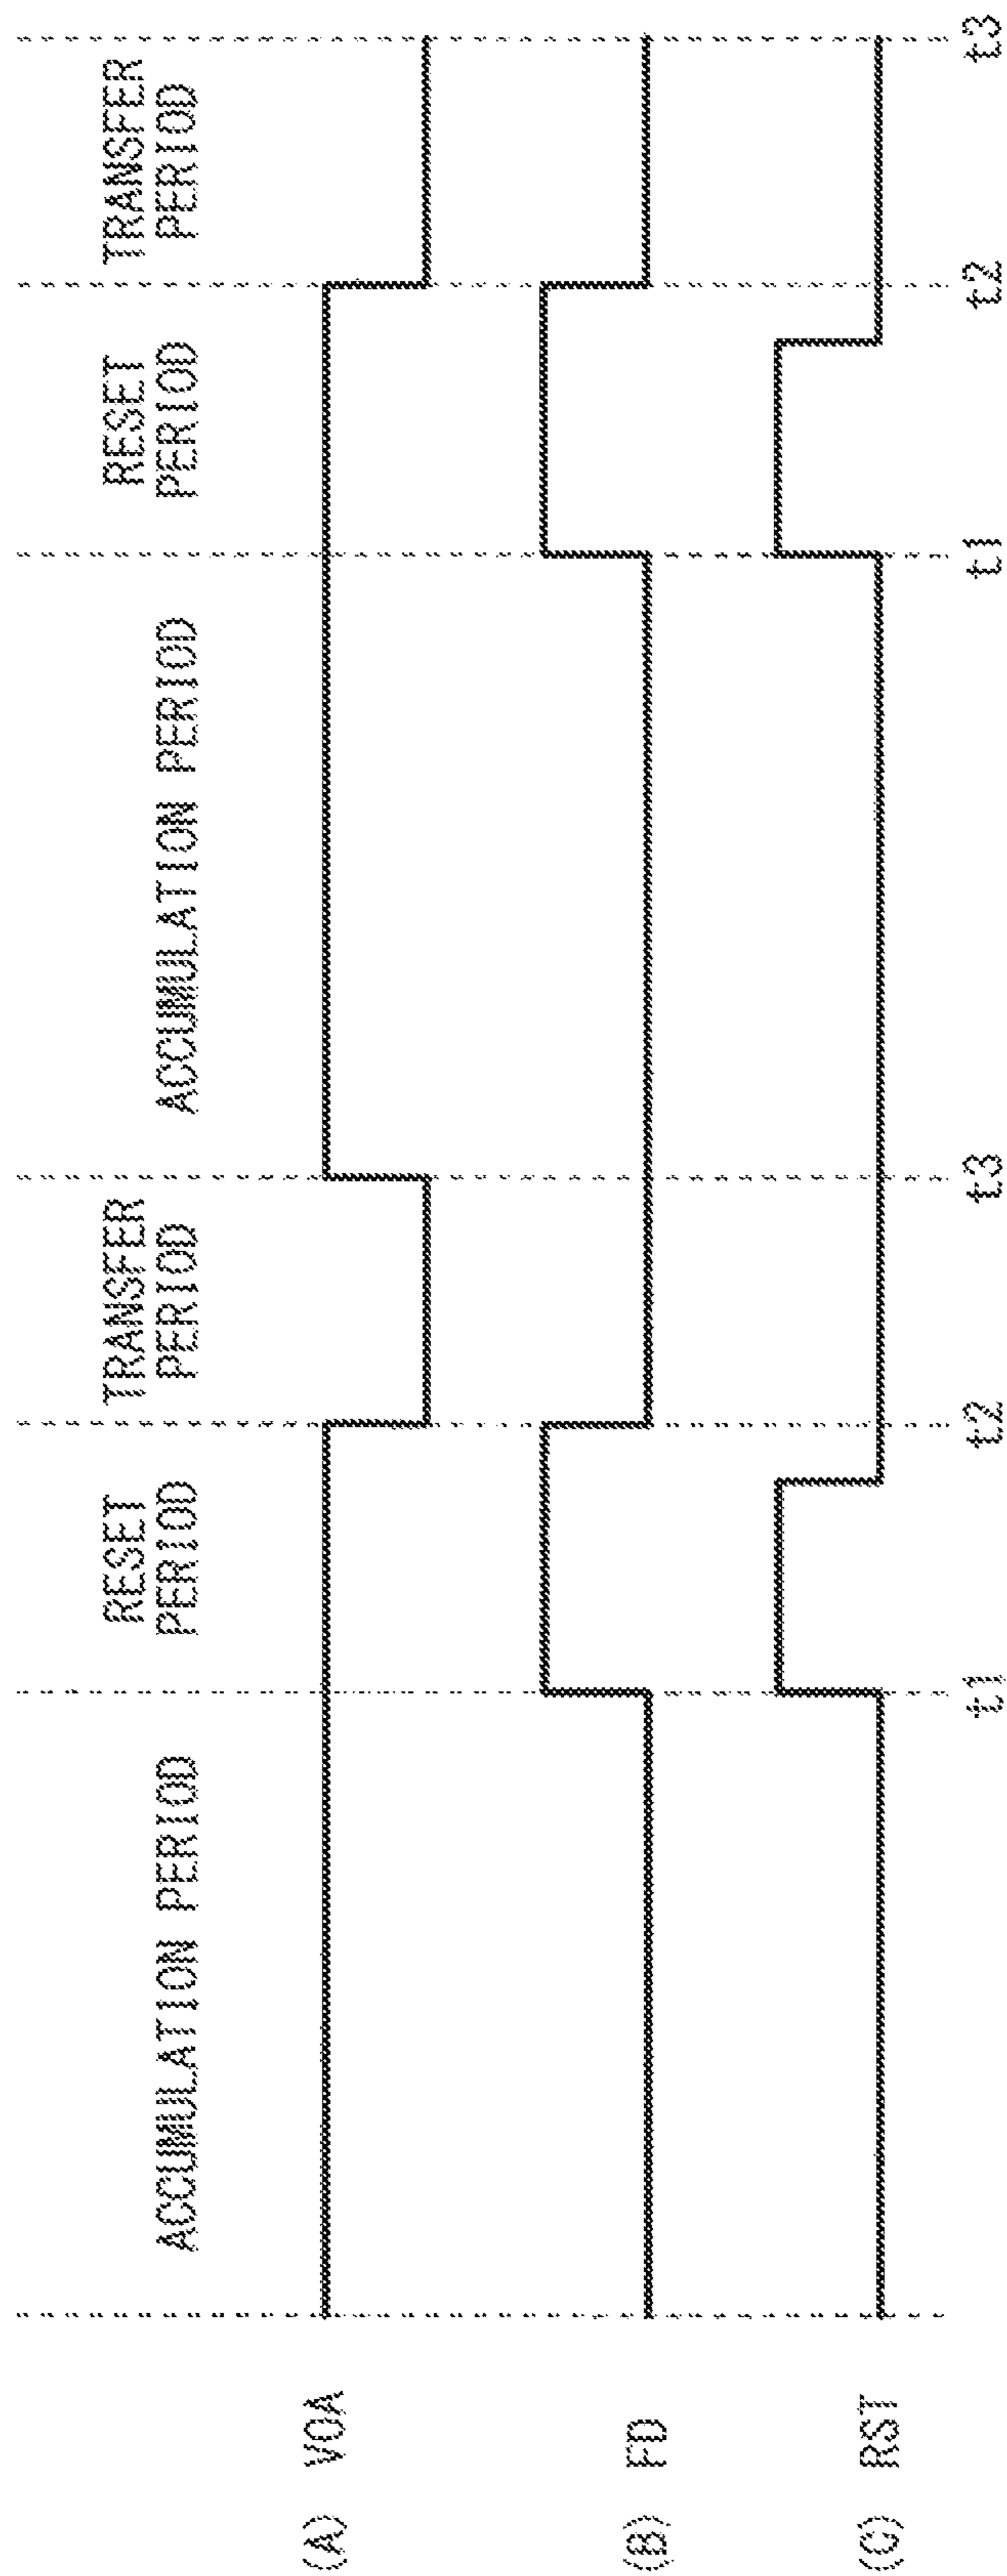 ACCUMULATION PERIOD
RESET
PERIOD
TRANSFER
PERIOD
ACCUMULATION PERIOD
RESET
PERIOD
TRANSFER
PERIOD
(A) VOA
(B) FD
(C) RST
t1
t2
t3
t1
t2
t3